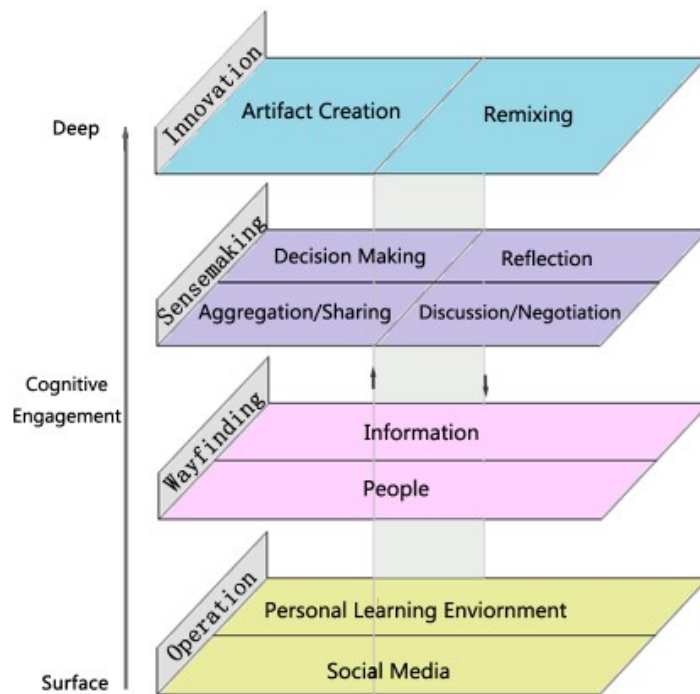 Innovation
Artifact Creation
Remixing
Deep
Sensemaking
Decision Making
Reflection
Aggregation/Sharing
Discussion/Negotiation
Cognitive
Engagement
Wayfinding
Information
People
Operation
Personal Learning Enviornment
Social Media
Surface